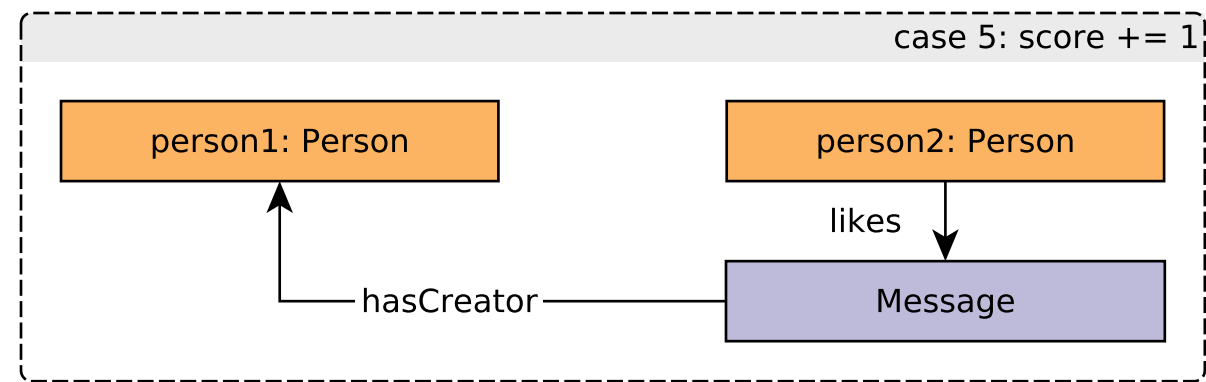 case 5: score += 1
person1: Person
person2: Person
likes
hasCreator
Message